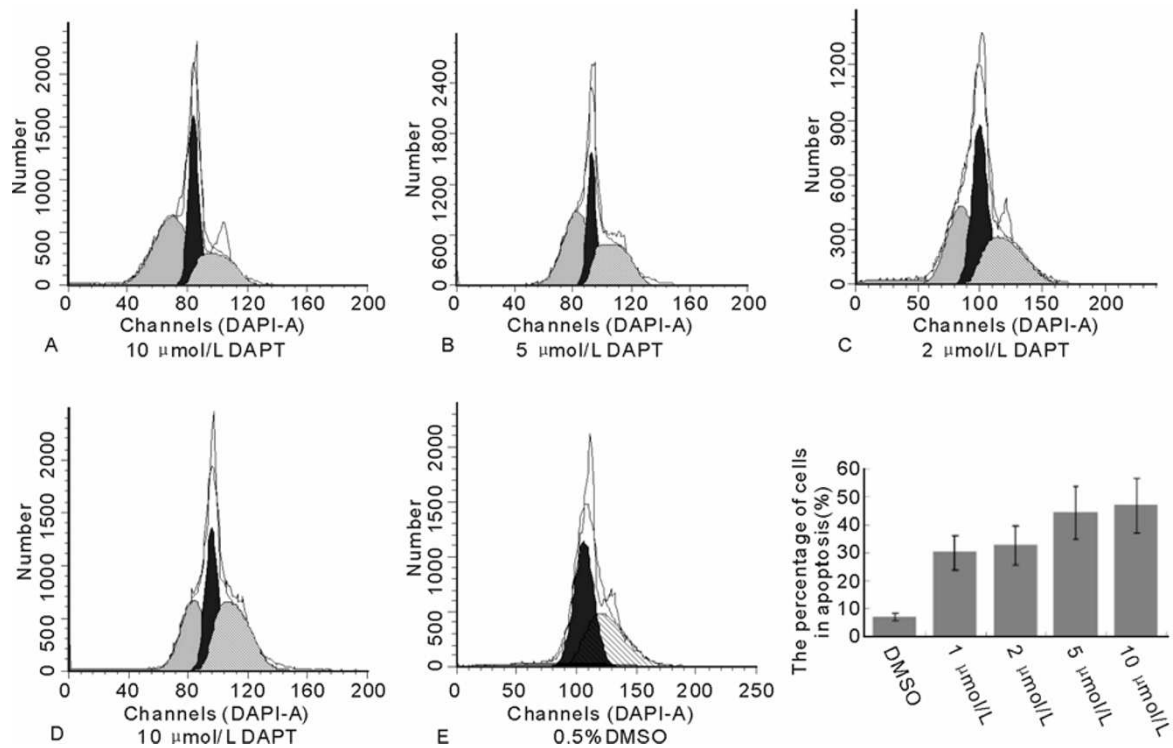 Number
2000
1500
1000
500
0
0 40 80 120 160 200
Channels (DAPI-A)
A
10 μmol/L DAPT
Number
2400
1800
1200
600
0
0 40 80 120 160 200
Channels (DAPI-A)
B
5 μmol/L DAPT
Number
1200
900
600
300
0
0 50 100 150 200
Channels (DAPI-A)
C
2 μmol/L DAPT
Number
2000
1500
1000
500
0
0 40 80 120 160 200
Channels (DAPI-A)
D
10 μmol/L DAPT
Number
2000
1500
1000
500
0
0 50 100 150 200 250
Channels (DAPI-A)
E
0.5%DMSO
The percentage of cells
in apoptosis(%)
60
50
40
30
20
10
0
DMSO
1 μmol/L
2 μmol/L
5 μmol/L
10 μmol/L